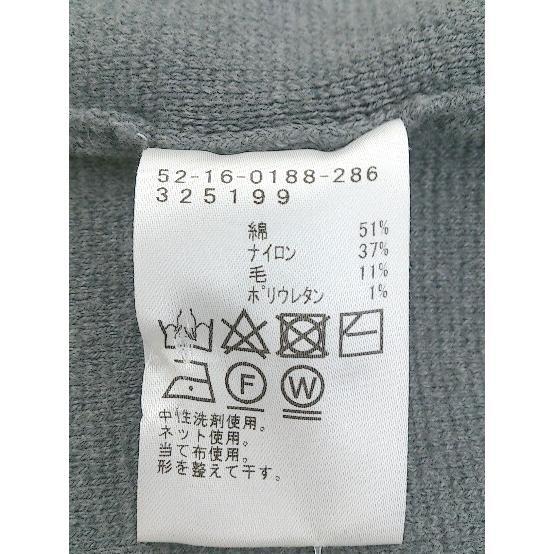 52-16-0188-286
325199
綿 51%
ナイロン 37%
毛 11%
ポリウレタン 1%
F W
中性洗剤使用。
ネット使用。
当て布使用。
形を整えて干す。